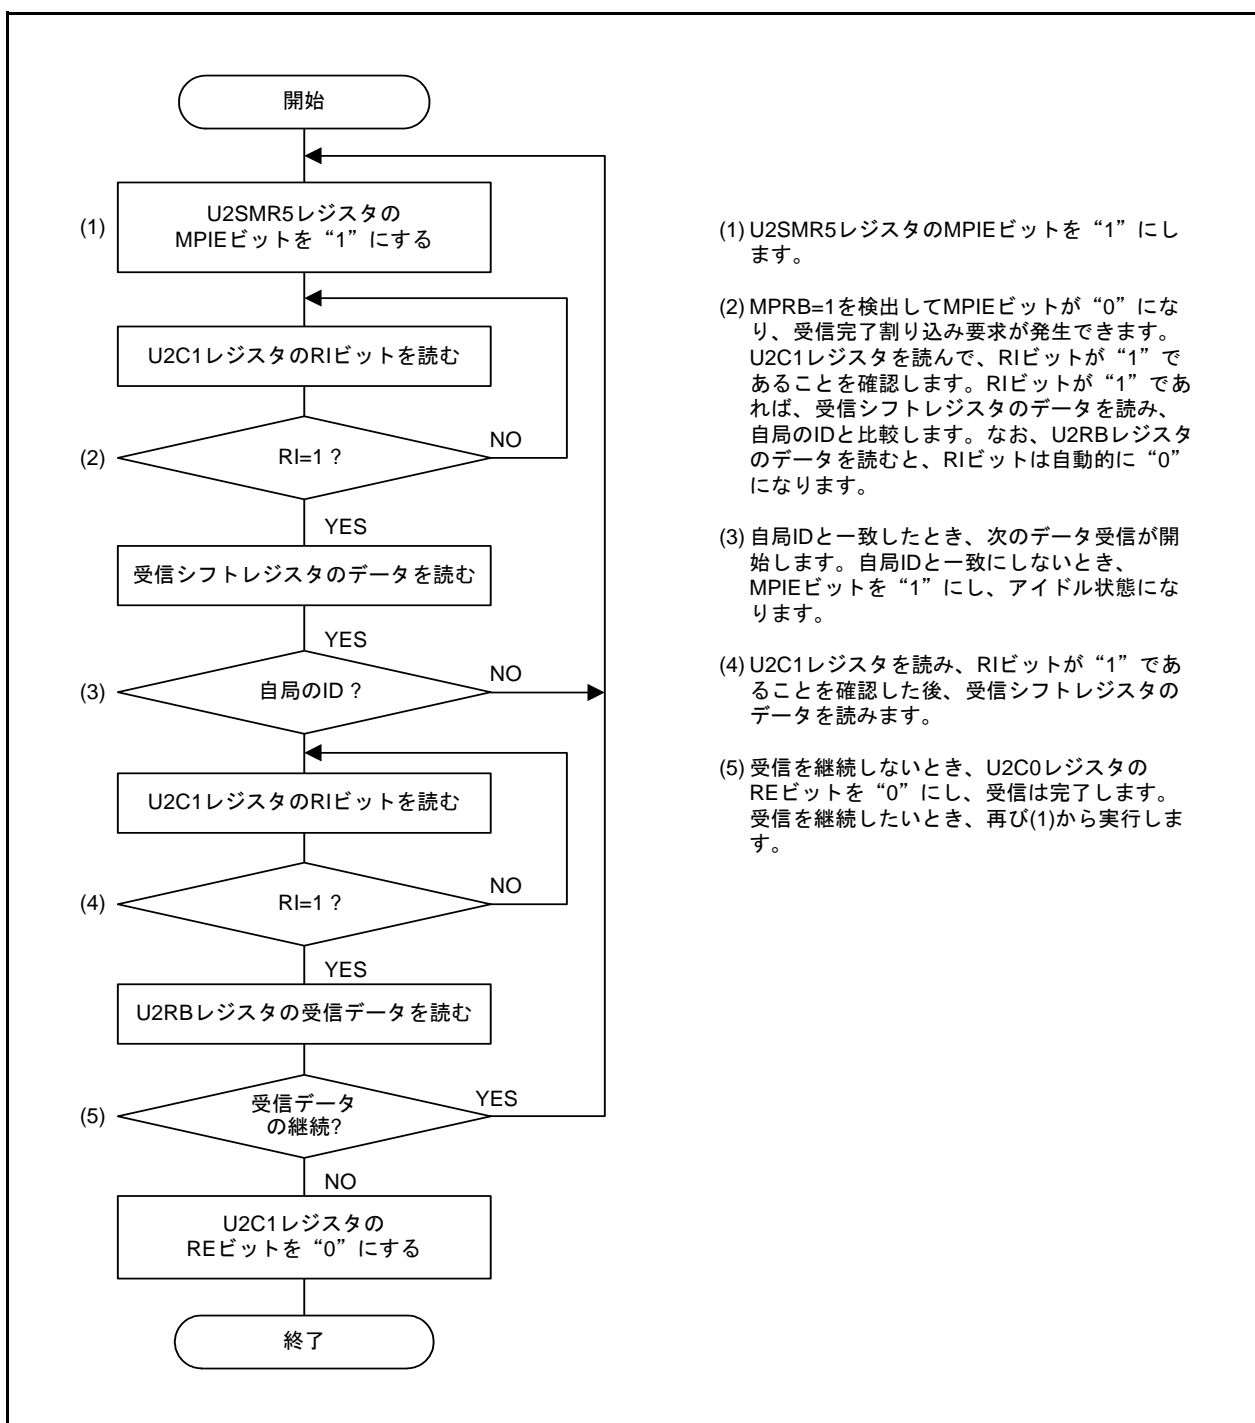 開始
(1)
U2SMR5レジスタの
MPIEビットを“1”にする
U2C1レジスタのRIビットを読む
(2)
RI=1 ?
NO
YES
受信シフトレジスタのデータを読む
YES
(3)
自局のID ?
NO
U2C1レジスタのRIビットを読む
(4)
RI=1 ?
NO
YES
U2RBレジスタの受信データを読む
(5)
受信データ
の継続?
YES
NO
U2C1レジスタの
REビットを“0”にする
終了
(1) U2SMR5レジスタのMPIEビットを“1”にし
ます。
(2) MPRB=1を検出してMPIEビットが“0”にな
り、受信完了割り込み要求が発生できます。
U2C1レジスタを読んで、RIビットが“1”で
あることを確認します。RIビットが“1”であ
れば、受信シフトレジスタのデータを読み、
自局のIDと比較します。なお、U2RBレジスタ
のデータを読むと、RIビットは自動的に“0”
になります。
(3) 自局IDと一致したとき、次のデータ受信が開
始します。自局IDと一致にしないとき、
MPIEビットを“1”にし、アイドル状態にな
ります。
(4) U2C1レジスタを読み、RIビットが“1”であ
ることを確認した後、受信シフトレジスタの
データを読みます。
(5) 受信を継続しないとき、U2C0レジスタの
REビットを“0”にし、受信は完了します。
受信を継続したいとき、再び(1)から実行しま
す。